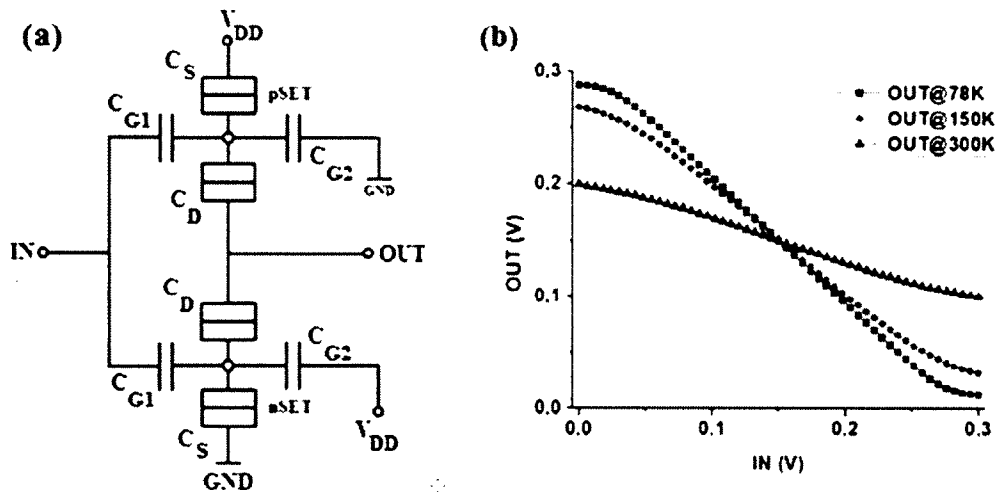 (a)
V_DD
C_S
pSET
C_G1
C_G2
GND
C_D
IN
OUT
C_D
C_G2
C_G1
nSET
C_S
V_DD
GND
(b)
0.3
OUT@78K
OUT@150K
OUT@300K
0.2
OUT (V)
0.1
0.0
0.0 0.1 0.2 0.3
IN (V)